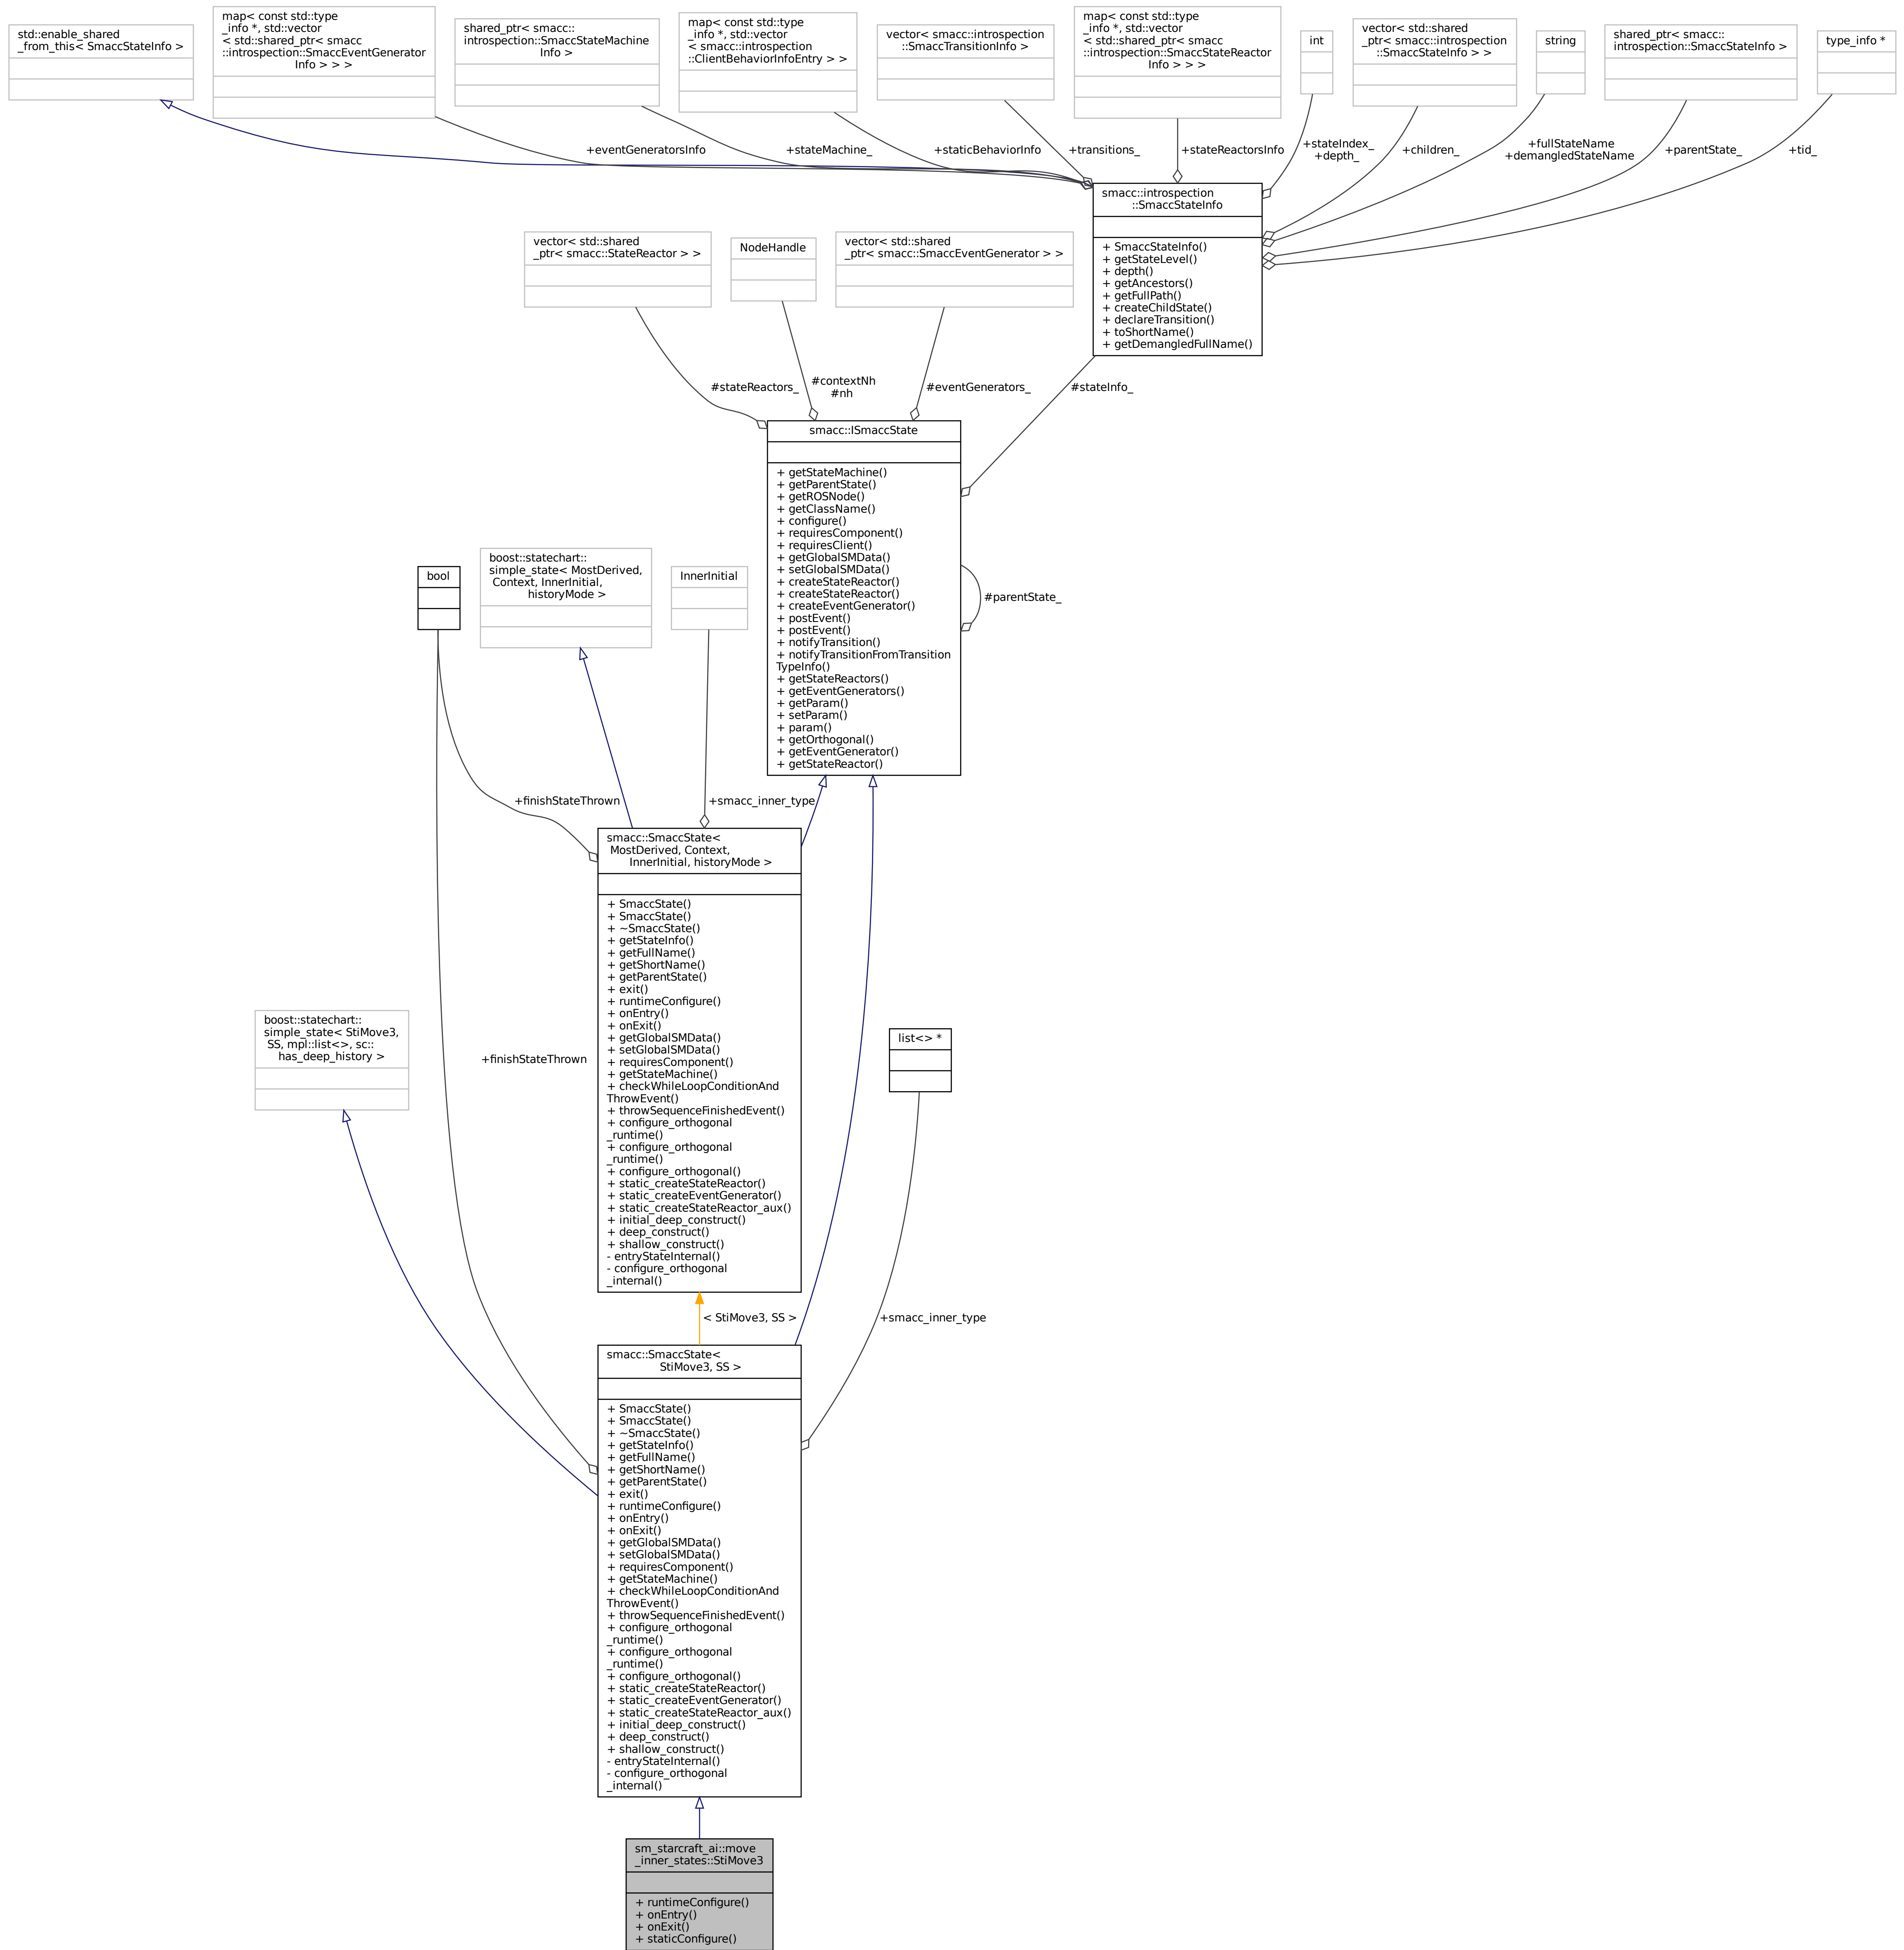 std::enable_shared
_from_this< SmaccStateInfo >
map< const std::type
_info *, std::vector
< std::shared_ptr< smacc
::introspection::SmaccEventGenerator
Info > > >
shared_ptr< smacc::
introspection::SmaccStateMachine
Info >
map< const std::type
_info *, std::vector
< smacc::introspection
::ClientBehaviorInfoEntry > >
vector< smacc::introspection
::SmaccTransitionInfo >
map< const std::type
_info *, std::vector
< std::shared_ptr< smacc
::introspection::SmaccStateReactor
Info > > >
int
vector< std::shared
_ptr< smacc::introspection
::SmaccStateInfo > >
string
shared_ptr< smacc::
introspection::SmaccStateInfo >
type_info *
+eventGeneratorsInfo
+stateMachine_
+staticBehaviorInfo
+transitions_
+stateReactorsInfo
+stateIndex_
+depth_
+children_
+fullStateName
+demangledStateName
+parentState_
+tid_
smacc::introspection
::SmaccStateInfo
+ SmaccStateInfo()
+ getStateLevel()
+ depth()
+ getAncestors()
+ getFullPath()
+ createChildState()
+ declareTransition()
+ toShortName()
+ getDemangledFullName()
vector< std::shared
_ptr< smacc::StateReactor > >
NodeHandle
vector< std::shared
_ptr< smacc::SmaccEventGenerator > >
#stateReactors_
#contextNh
#nh
#eventGenerators_
#stateInfo_
smacc::ISmaccState
+ getStateMachine()
+ getParentState()
+ getROSNode()
+ getClassName()
+ configure()
+ requiresComponent()
+ requiresClient()
+ getGlobalSMData()
+ setGlobalSMData()
+ createStateReactor()
+ createStateReactor()
+ createEventGenerator()
+ postEvent()
+ postEvent()
+ notifyTransition()
+ notifyTransitionFromTransition
TypeInfo()
+ getStateReactors()
+ getEventGenerators()
+ getParam()
+ setParam()
+ param()
+ getOrthogonal()
+ getEventGenerator()
+ getStateReactor()
#parentState_
bool
boost::statechart::
simple_state< MostDerived,
Context, InnerInitial,
historyMode >
InnerInitial
+finishStateThrown
+smacc_inner_type
smacc::SmaccState<
MostDerived, Context,
InnerInitial, historyMode >
+ SmaccState()
+ SmaccState()
+ ~SmaccState()
+ getStateInfo()
+ getFullName()
+ getShortName()
+ getParentState()
+ exit()
+ runtimeConfigure()
+ onEntry()
+ onExit()
+ getGlobalSMData()
+ setGlobalSMData()
+ requiresComponent()
+ getStateMachine()
+ checkWhileLoopConditionAnd
ThrowEvent()
+ throwSequenceFinishedEvent()
+ configure_orthogonal
_runtime()
+ configure_orthogonal
_runtime()
+ configure_orthogonal()
+ static_createStateReactor()
+ static_createEventGenerator()
+ static_createStateReactor_aux()
+ initial_deep_construct()
+ deep_construct()
+ shallow_construct()
- entryStateInternal()
- configure_orthogonal
_internal()
boost::statechart::
simple_state< StiMove3,
SS, mpl::list<>, sc::
has_deep_history >
+finishStateThrown
list<> *
< StiMove3, SS >
+smacc_inner_type
smacc::SmaccState<
StiMove3, SS >
+ SmaccState()
+ SmaccState()
+ ~SmaccState()
+ getStateInfo()
+ getFullName()
+ getShortName()
+ getParentState()
+ exit()
+ runtimeConfigure()
+ onEntry()
+ onExit()
+ getGlobalSMData()
+ setGlobalSMData()
+ requiresComponent()
+ getStateMachine()
+ checkWhileLoopConditionAnd
ThrowEvent()
+ throwSequenceFinishedEvent()
+ configure_orthogonal
_runtime()
+ configure_orthogonal
_runtime()
+ configure_orthogonal()
+ static_createStateReactor()
+ static_createEventGenerator()
+ static_createStateReactor_aux()
+ initial_deep_construct()
+ deep_construct()
+ shallow_construct()
- entryStateInternal()
- configure_orthogonal
_internal()
sm_starcraft_ai::move
_inner_states::StiMove3
+ runtimeConfigure()
+ onEntry()
+ onExit()
+ staticConfigure()